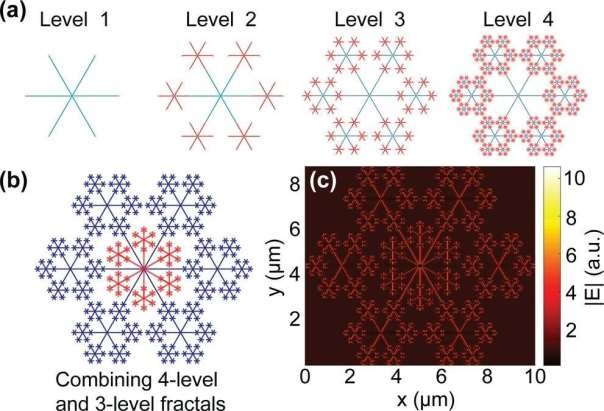 (a)
Level 1
Level 2
Level 3
Level 4
(b)
Combining 4-level
and 3-level fractals
(c)
8
6
4
2
y (μm)
0 2 4 6 8 10
x (μm)
10
8
6
4
2
|E| (a.u.)